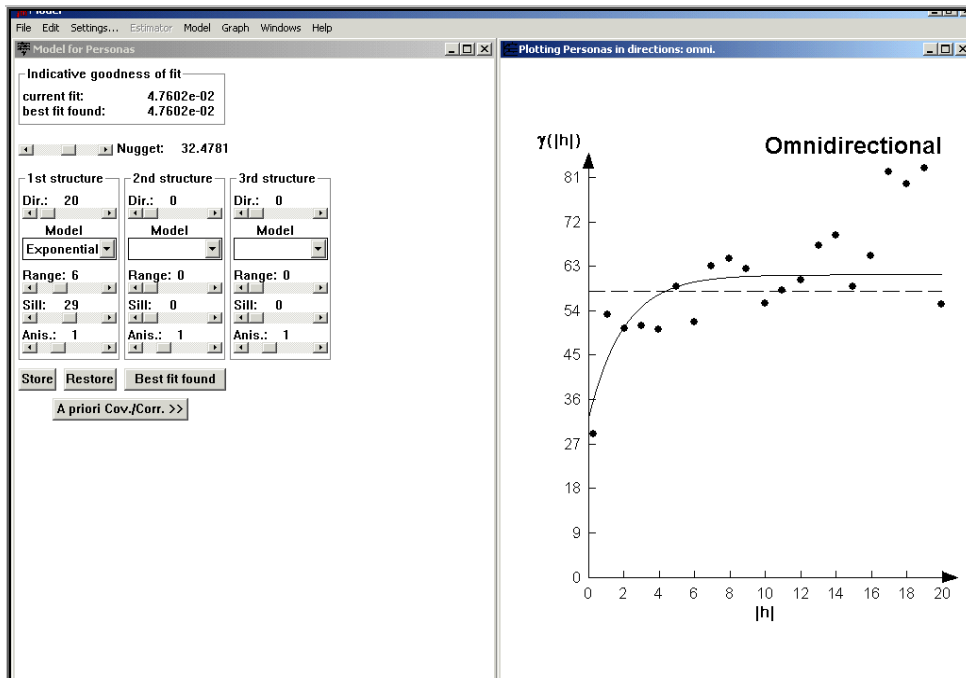 Model
File Edit Settings... Estimator Model Graph Windows Help
Model for Personas
Indicative goodness of fit
current fit: 4.7602e-02
best fit found: 4.7602e-02
Nugget: 32.4781
1st structure 2nd structure 3rd structure
Dir.: 20 Dir.: 0 Dir.: 0
Model Model Model
Exponential
Range: 6 Range: 0 Range: 0
Sill: 29 Sill: 0 Sill: 0
Anis.: 1 Anis.: 1 Anis.: 1
Store Restore Best fit found
A priori Cov./Corr. >>
Plotting Personas in directions: omni.
γ(|h|)
Omnidirectional
81
72
63
54
45
36
27
18
9
0
0 2 4 6 8 10 12 14 16 18 20
|h|